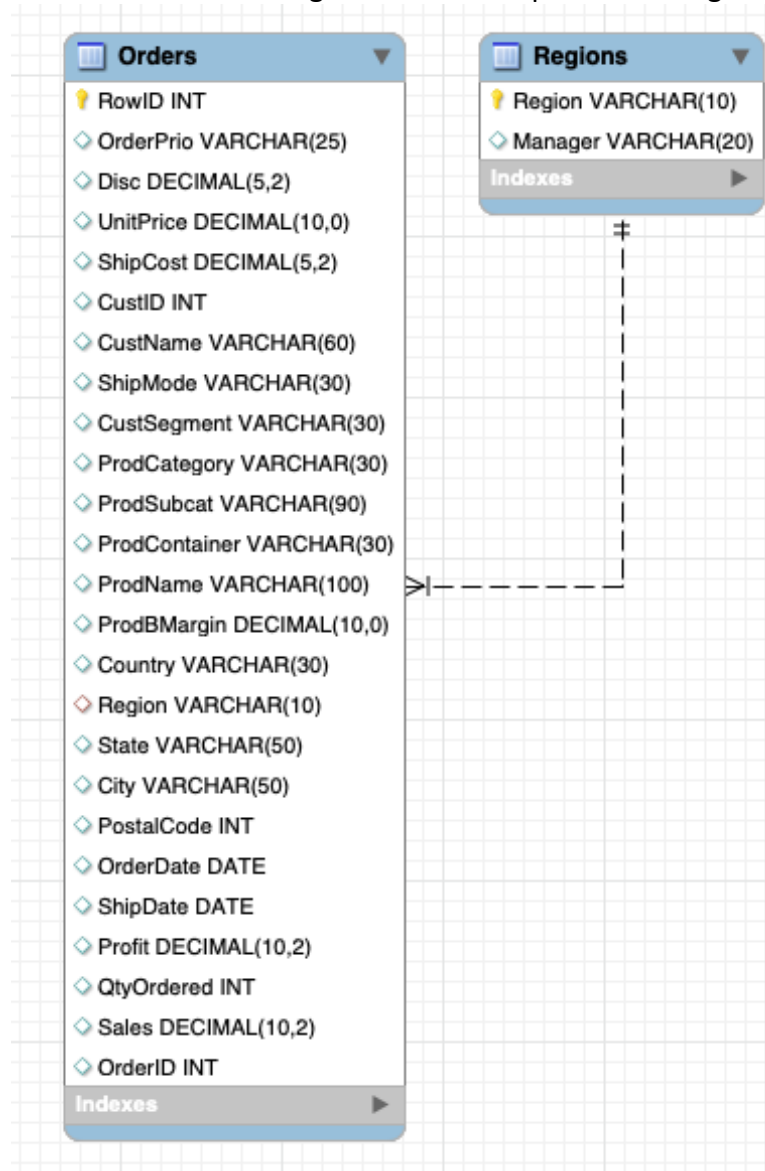 Orders
RowID INT
OrderPrio VARCHAR(25)
Disc DECIMAL(5,2)
UnitPrice DECIMAL(10,0)
ShipCost DECIMAL(5,2)
CustID INT
CustName VARCHAR(60)
ShipMode VARCHAR(30)
CustSegment VARCHAR(30)
ProdCategory VARCHAR(30)
ProdSubcat VARCHAR(90)
ProdContainer VARCHAR(30)
ProdName VARCHAR(100)
ProdBMargin DECIMAL(10,0)
Country VARCHAR(30)
Region VARCHAR(10)
State VARCHAR(50)
City VARCHAR(50)
PostalCode INT
OrderDate DATE
ShipDate DATE
Profit DECIMAL(10,2)
QtyOrdered INT
Sales DECIMAL(10,2)
OrderID INT
Indexes
Regions
Region VARCHAR(10)
Manager VARCHAR(20)
Indexes